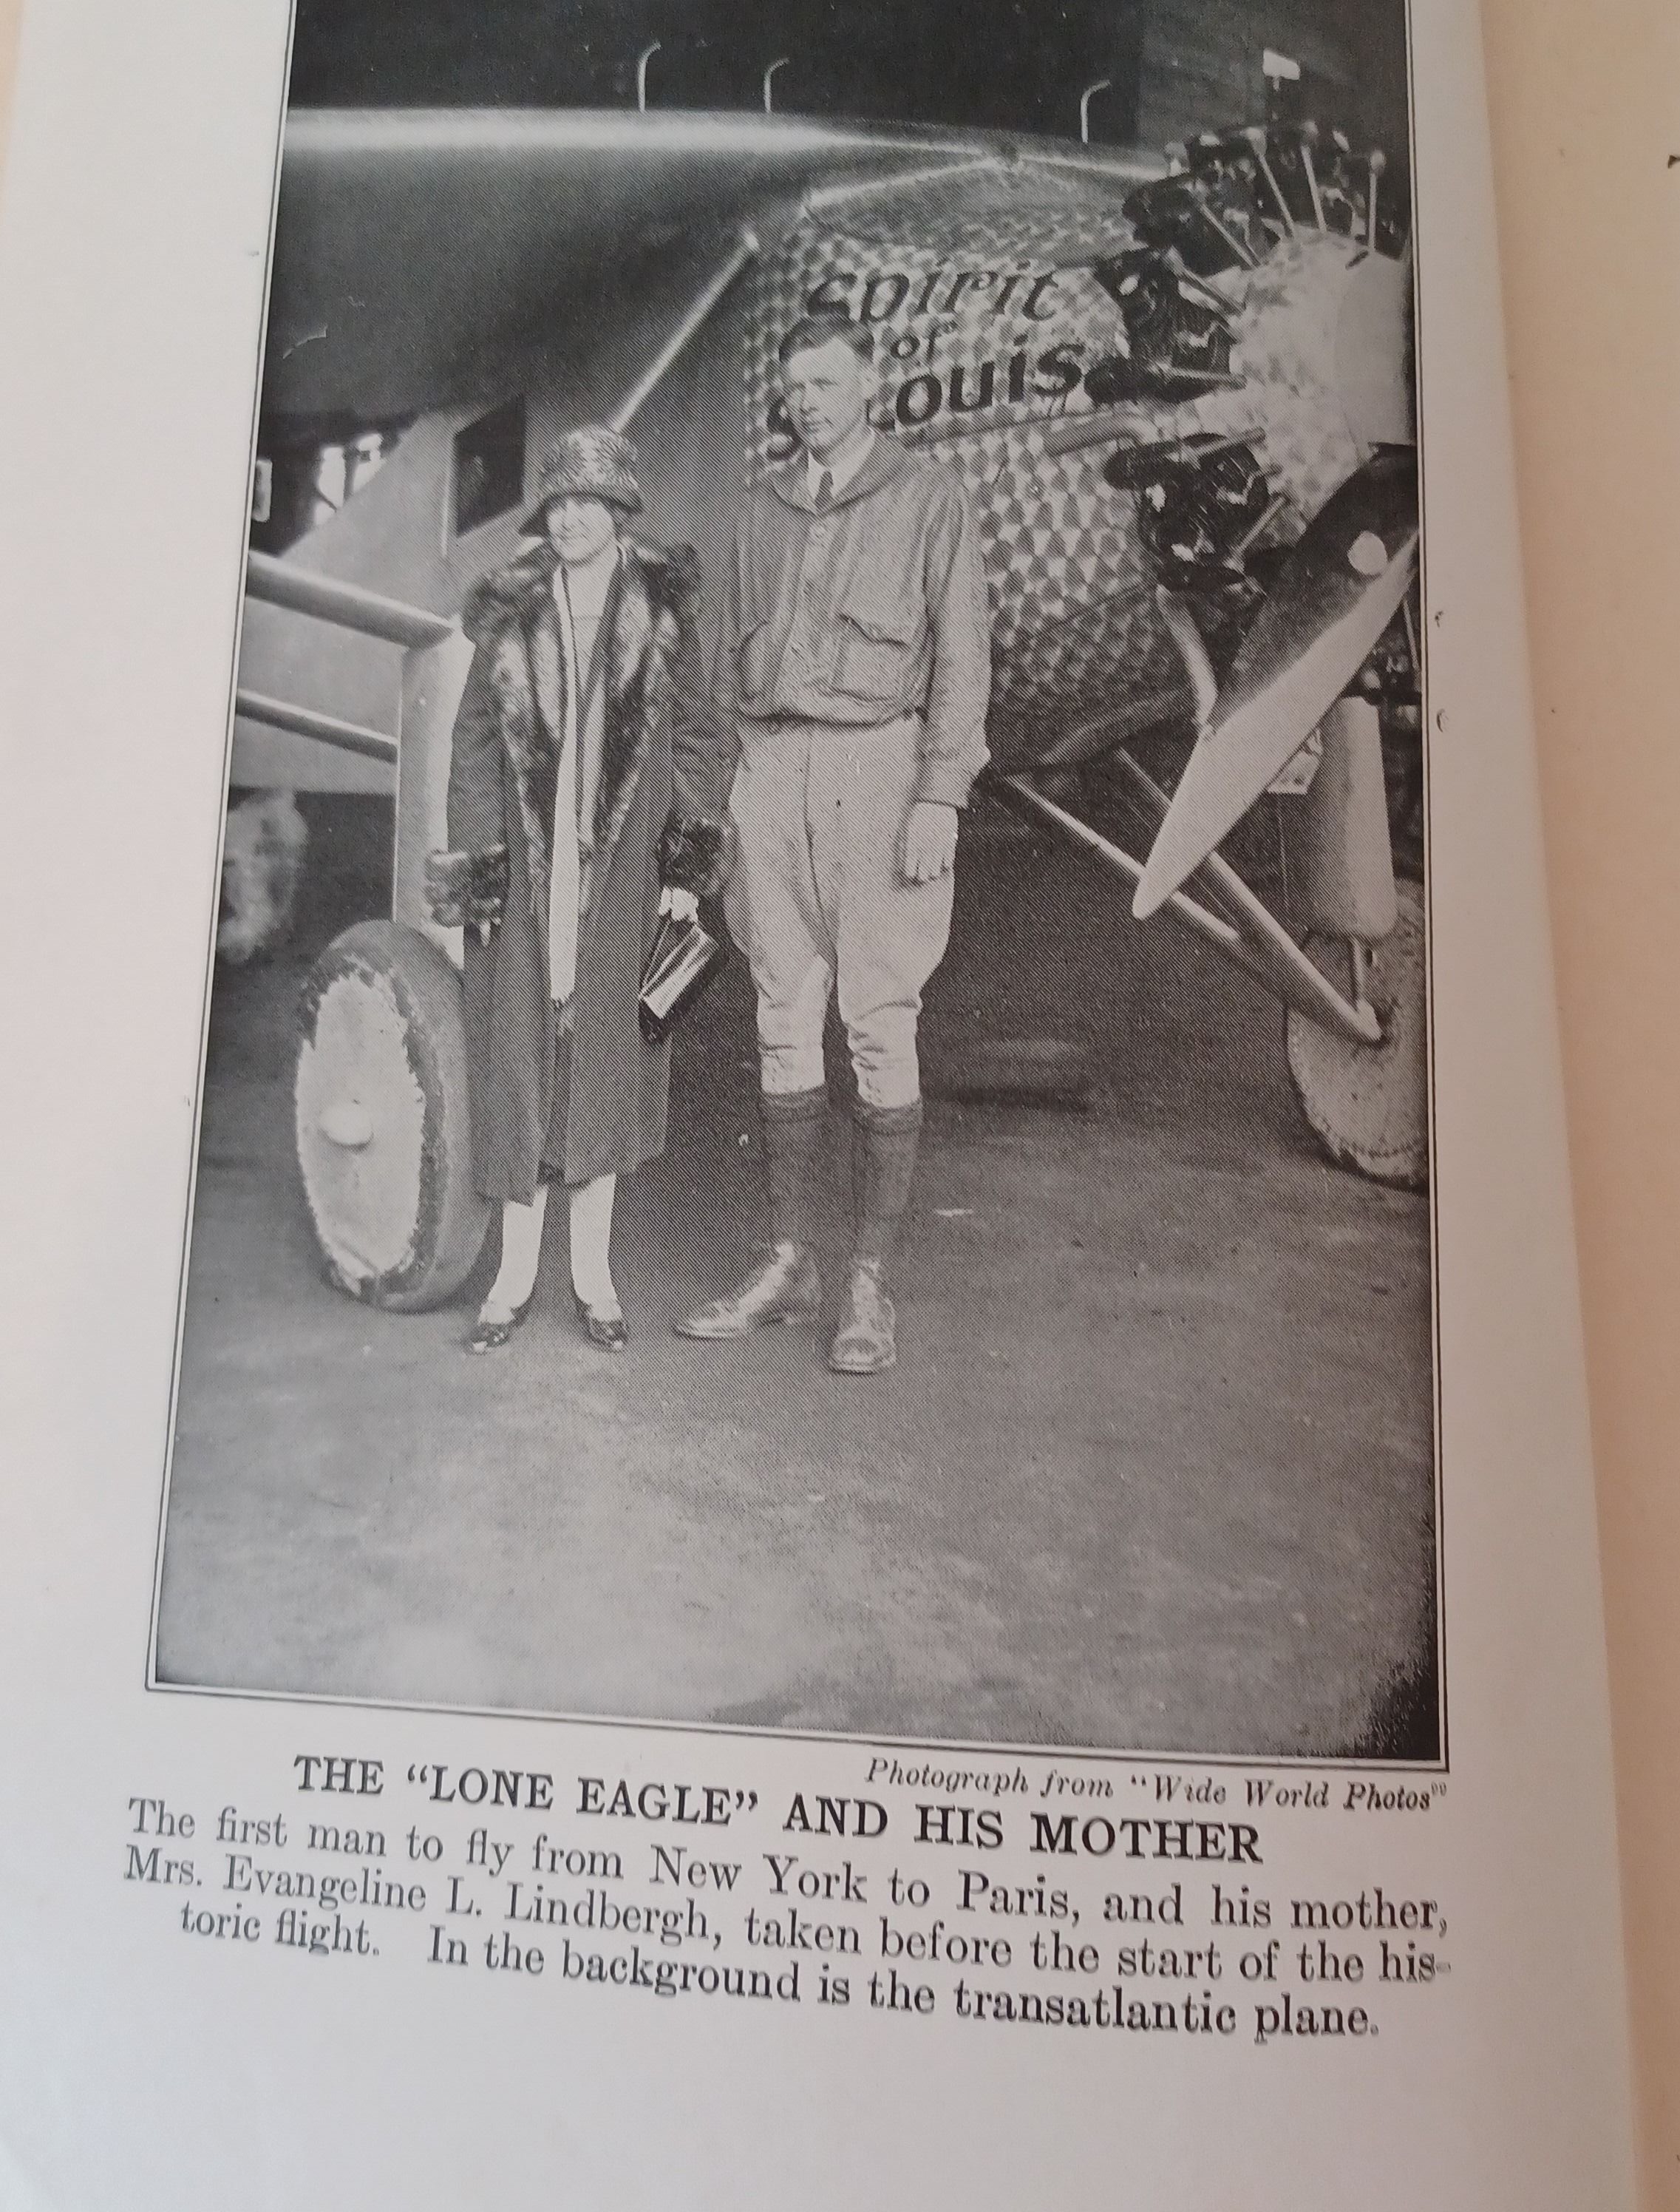 Spirit
of
Louis
Photograph from "Wide World Photos"
THE "LONE EAGLE" AND HIS MOTHER
The first man to fly from New York to Paris, and his mother,
Mrs. Evangeline L. Lindbergh, taken before the start of the his-
toric flight. In the background is the transatlantic plane.